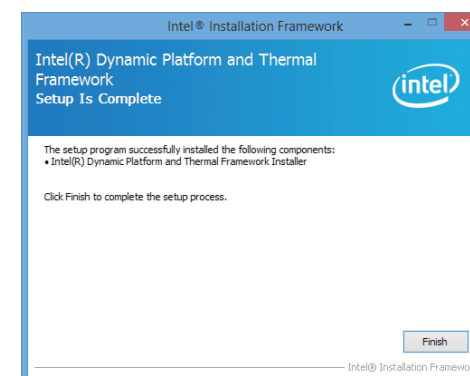 Intel® Installation Framework
Intel(R) Dynamic Platform and Thermal
Framework
Setup Is Complete
intel
The setup program successfully installed the following components:
• Intel(R) Dynamic Platform and Thermal Framework Installer
Click Finish to complete the setup process.
Finish
Intel(R) Installation Framewo